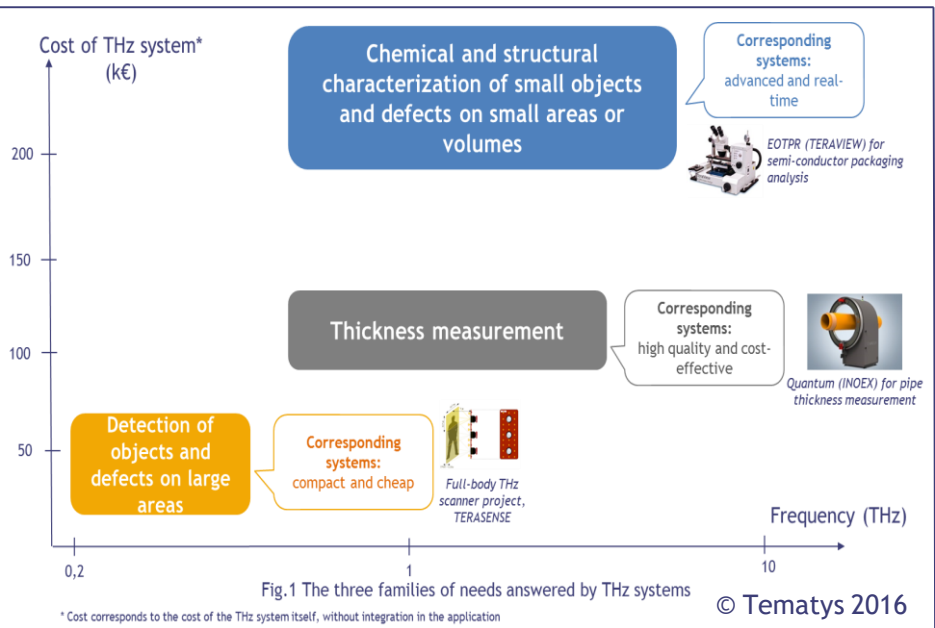 Cost of THz system*
(k€)
200
150
100
50
Chemical and structural
characterization of small objects
and defects on small areas or
volumes
Corresponding
systems:
advanced and real-
time
EOTPR (TERAVIEW) for
semi-conductor packaging
analysis
Thickness measurement
Corresponding
systems:
high quality and cost-
effective
Quantum (INOEX) for pipe
thickness measurement
Detection of
objects and
defects on large
areas
Corresponding
systems:
compact and cheap
Full-body THz
scanner project,
TERASENSE
Frequency (THz)
0,2
1
10
Fig.1 The three families of needs answered by THz systems
* Cost corresponds to the cost of the THz system itself, without integration in the application
© Tematys 2016